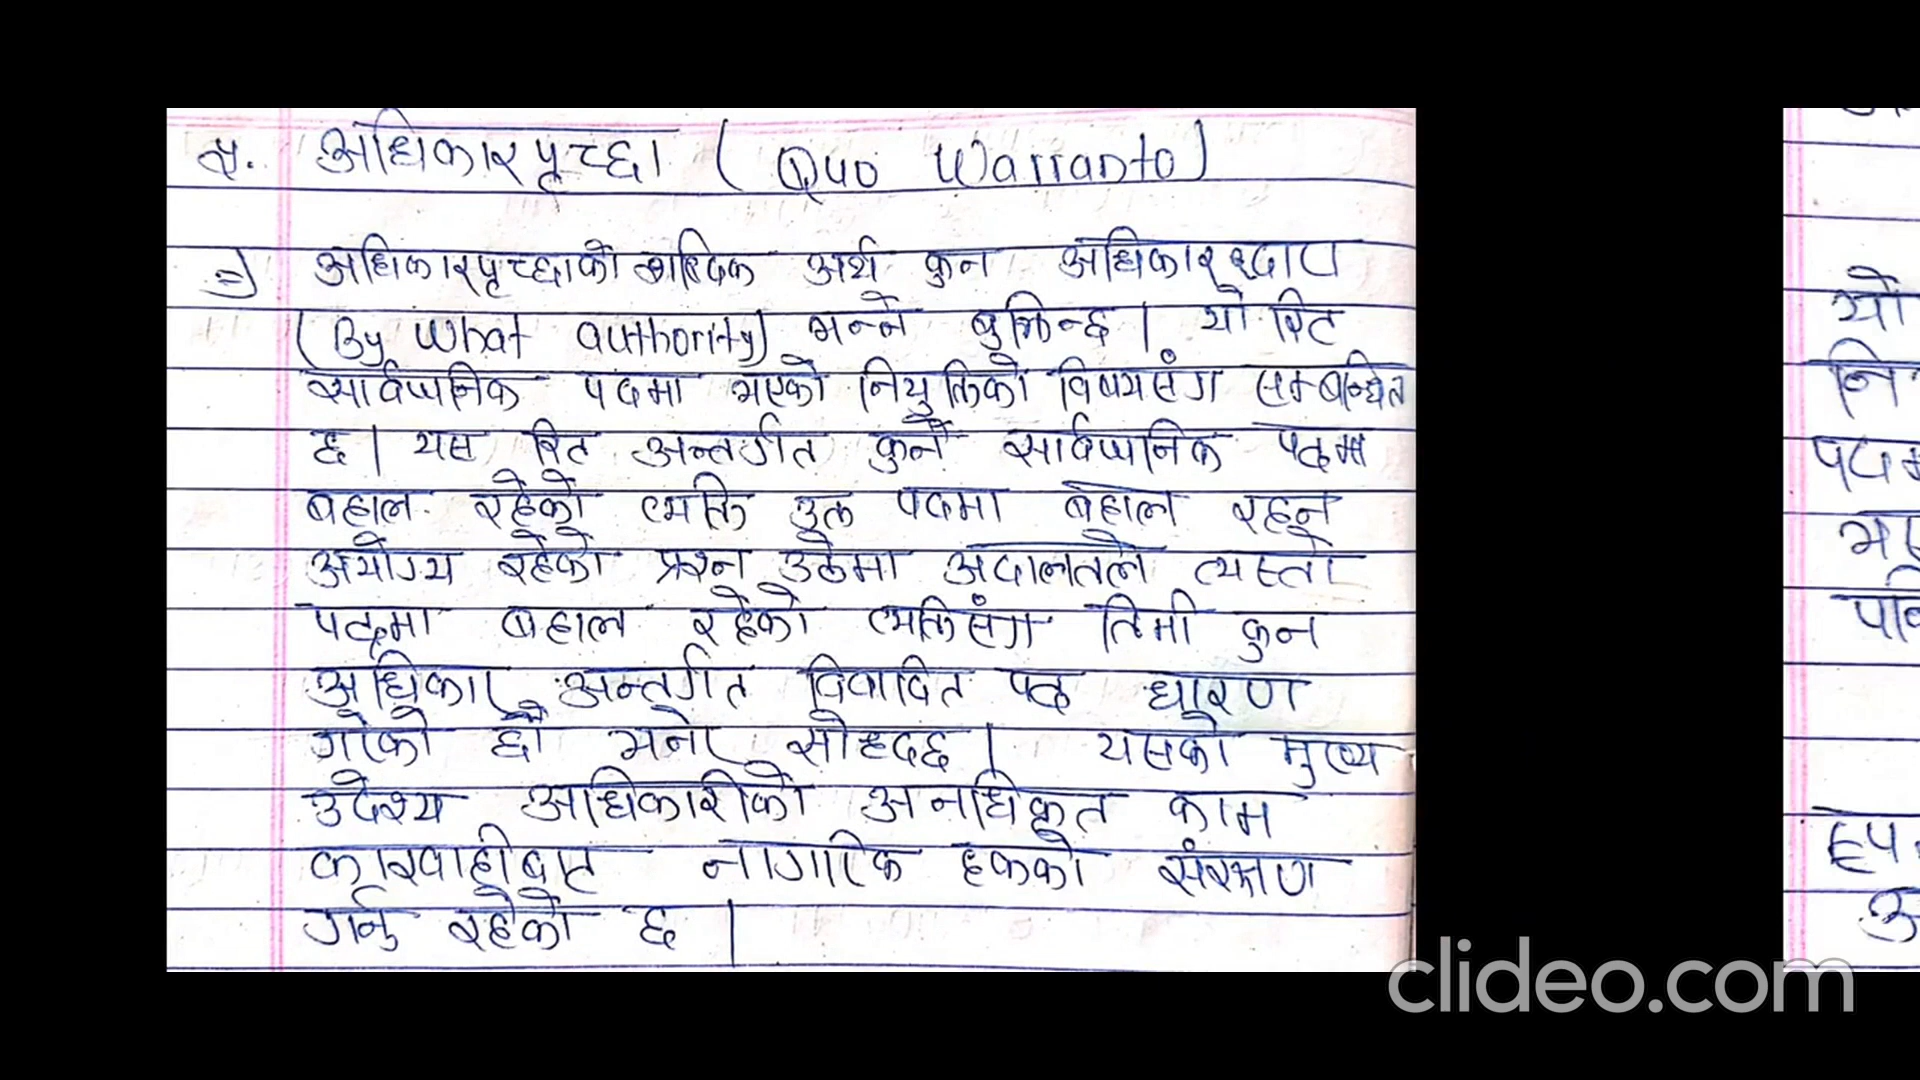 ५. अधिकारपृच्छा (Quo Warranto)
=) अधिकारपृच्छाको शाब्दिक अर्थ कुन अधिकारद्वारा
(By What authority) भन्ने बुझिन्छ । यो रिट
सार्वजनिक पदमा भएको नियुक्तिको विषयसंग सम्बन्धित
छ । यस रिट अन्तर्गत कुनै सार्वजनिक पदमा
बहाल रहेको व्यक्ति उक्त पदमा बहाल रहन
अयोग्य रहेको प्रश्न उठेमा अदालतले त्यस्तो
पदमा बहाल रहेको व्यक्तिसंग तिमी कुन
अधिकार अन्तर्गत विवादित पद धारण
गरेको छौ भनेर सोध्दछ । यसको मुख्य
उदेश्य अधिकारीको अनधिकृत काम
कारवाहीबाट नागरिक हकको संरक्षण
गर्नु रहेको छ ।
यो
नि
पदम
भए
clideo.com